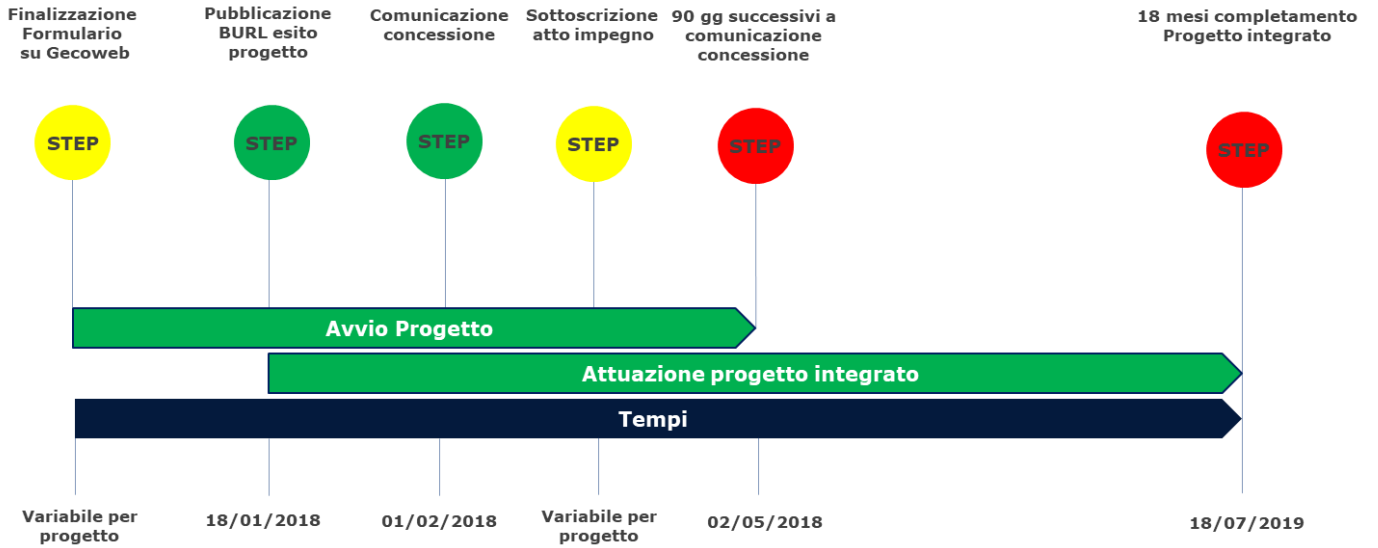 Finalizzazione
Formulario
su Gecoweb
Pubblicazione
BURL esito
progetto
Comunicazione
concessione
Sottoscrizione
atto impegno
90 gg successivi a
comunicazione
concessione
18 mesi completamento
Progetto integrato
STEP
STEP
STEP
STEP
STEP
STEP
Avvio Progetto
Attuazione progetto integrato
Tempi
Variabile per
progetto
18/01/2018
01/02/2018
Variabile per
progetto
02/05/2018
18/07/2019